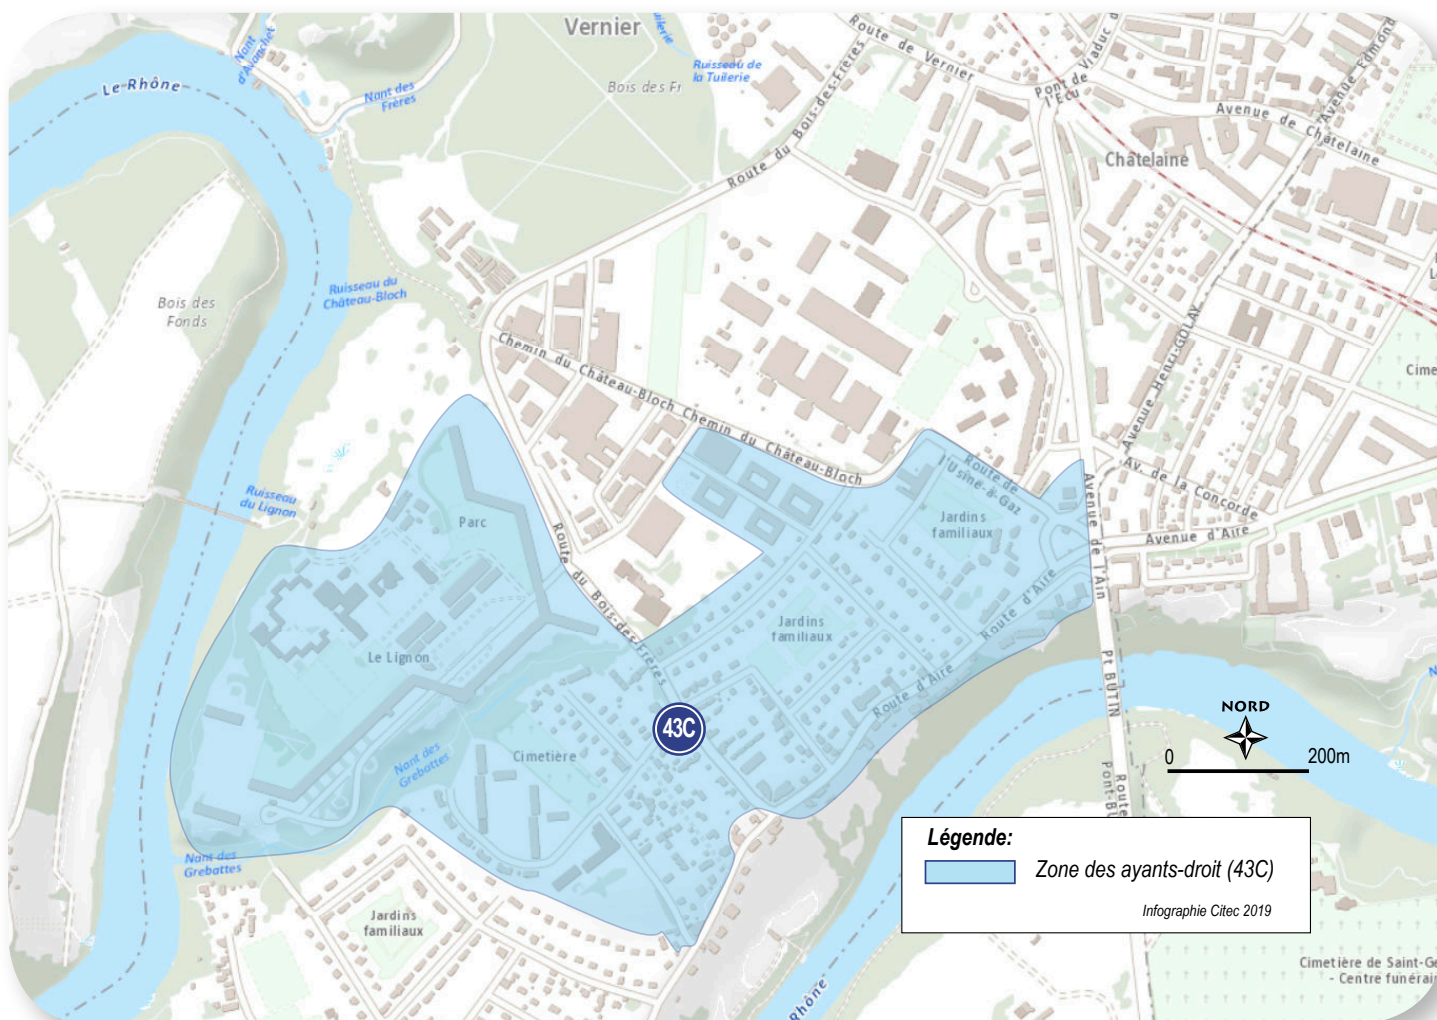 Vernier
Nant
d'Avanchet
Le Rhône
Nant des
Frères
Bois des Fr
Ruisseau de
la Tuilerie
Route du Bois-des-Frères
Route de Vernier
Pont de
l'Ecu
Viaduc d
Avenue Edmond
Avenue de Châtelaine
Châtelaine
Ruisseau du
Château-Bloch
Bois des
Fonds
Chemin du Château-Bloch
Chemin du Château-Bloch
Avenue Henri-GOLAY
Cime
Ruisseau
du Lignon
Parc
Route du Bois-des-Frères
Route de
l'Usine-à-Gaz
Jardins
familiaux
Avenue de l'Ain
Av. de la Concorde
Avenue d'Aïre
Jardins
familiaux
Route d'Aïre
Le Lignon
Route d'Aïre
Pt BUTIN
43C
Nant des
Grebattes
Cimetière
NORD
0 200m
Route
Pont-Bu
Nant des
Grebattes
Jardins
familiaux
Légende:
Zone des ayants-droit (43C)
Infographie Citec 2019
Rhône
Cimetière de Saint-Ge
- Centre funérair